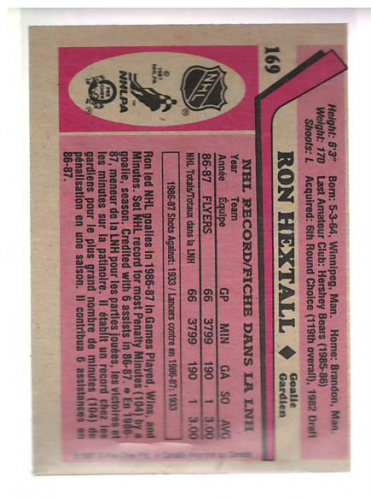 169
RON HEXTALL ♦ Goalie
Gardien
Height: 6'3" Born: 5-3-64, Winnipeg, Man. Home: Brandon, Man.
Weight: 170 Last Amateur Club: Hershey Bears (1985-86)
Shoots: L Acquired: 6th Round Choice (119th overall), 1982 Draft
NHL RECORD/FICHE DANS LA LNH
Year Team
Année Équipe GP MIN GA SO AVG
86-87 FLYERS 66 3799 190 1 3.00
NHL Totals/Totaux dans la LNH 66 3799 190 1 3.00
1986-87 Shots Against: 1933 / Lancers contre en 1986-87: 1933
Ron led NHL goalies in 1986-87 in Games Played, Wins, and
Minutes. Set NHL record for most Penalty Minutes (104) by a
goalie, season. Credited with 6 assists in 86-87. En 1986-
87, meneur de la NHL pour les parties jouées, les victoires et
les minutes sur la patinoire. Il établit un record chez les
gardiens pour le plus grand nombre de minutes (104) de
pénalisation en une saison. Il contribua 6 assistances en
86-87.
NHL
1987
NHLPA